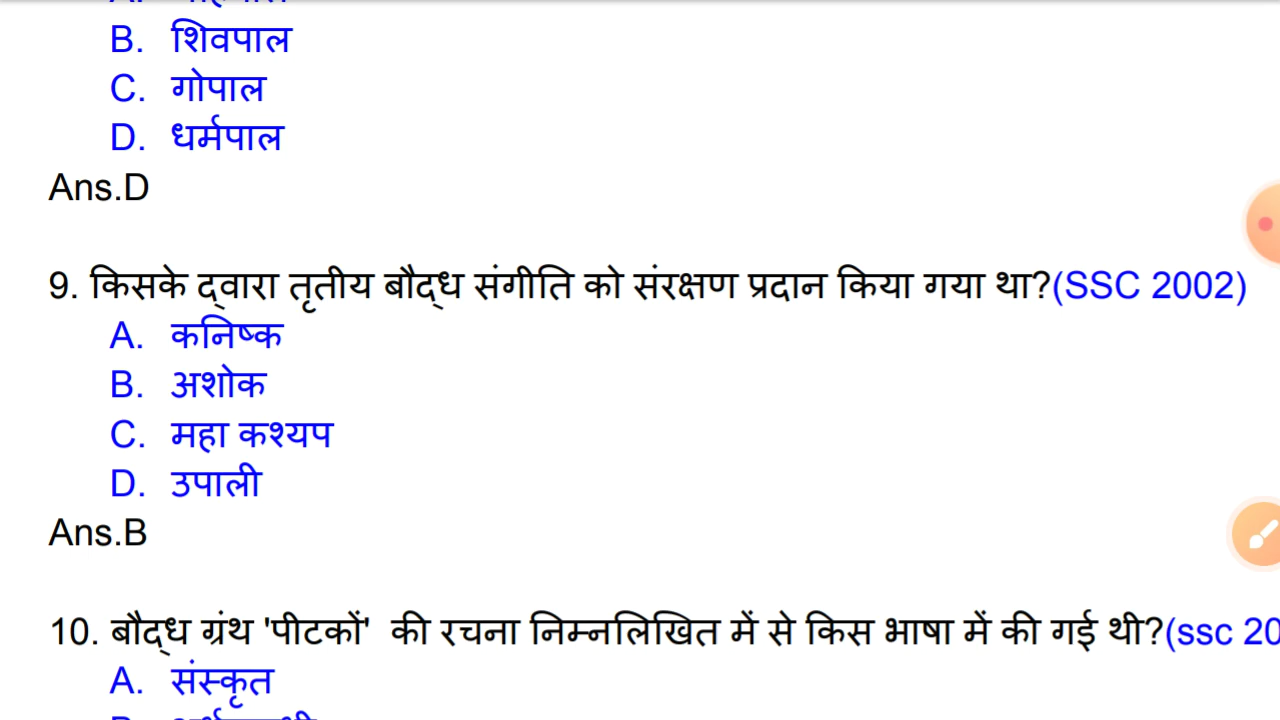 B. शिवपाल
C. गोपाल
D. धर्मपाल
Ans.D
9. किसके द्वारा तृतीय बौद्ध संगीति को संरक्षण प्रदान किया गया था?(SSC 2002)
A. कनिष्क
B. अशोक
C. महा कश्यप
D. उपाली
Ans.B
10. बौद्ध ग्रंथ 'पीटकों' की रचना निम्नलिखित में से किस भाषा में की गई थी?(ssc 20
A. संस्कृत